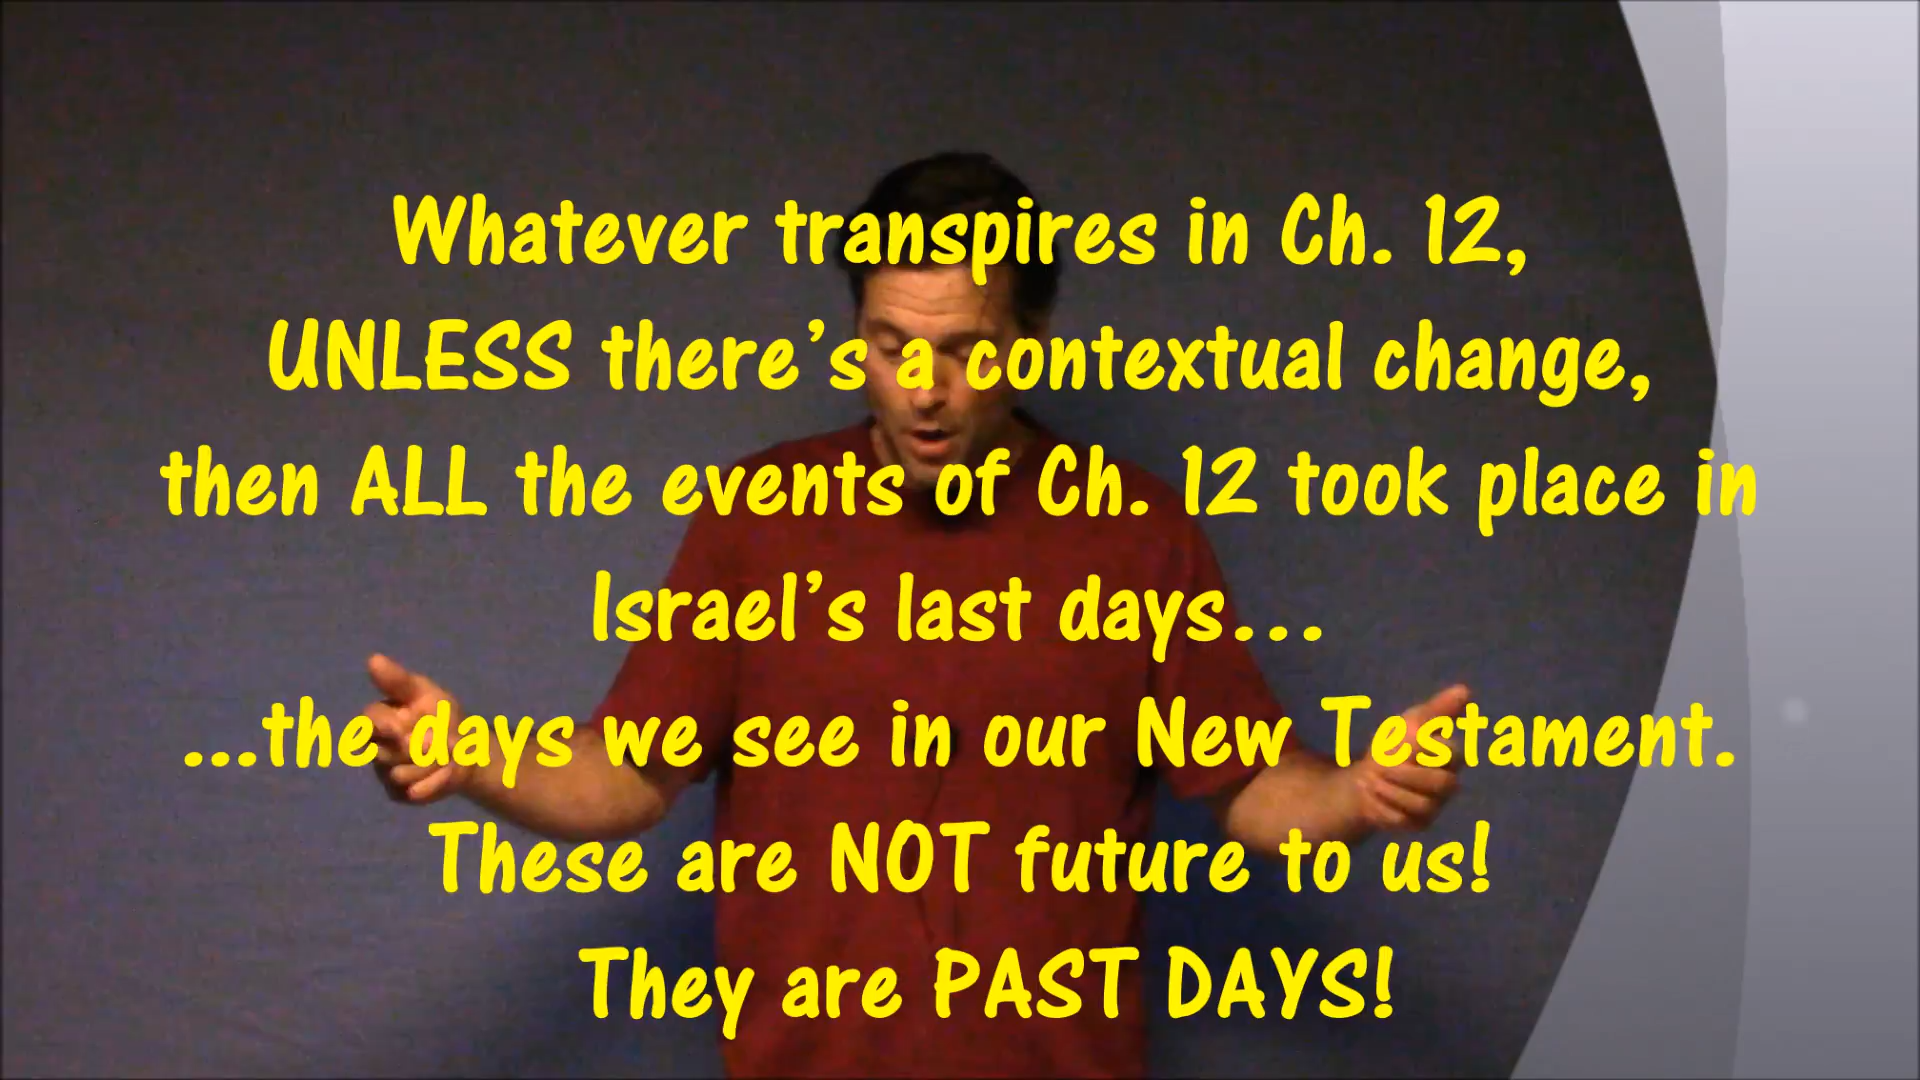 Whatever transpires in Ch. 12,
UNLESS there's a contextual change,
then ALL the events of Ch. 12 took place in
Israel's last days...
...the days we see in our New Testament.
These are NOT future to us!
They are PAST DAYS!